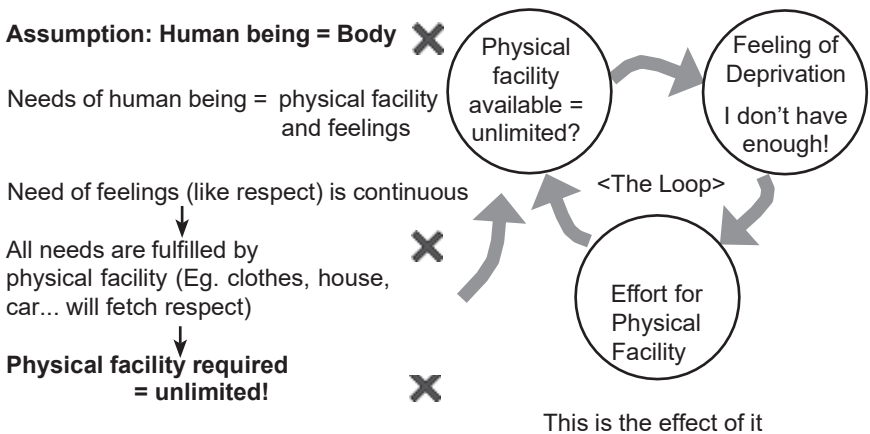 Assumption: Human being = Body
Needs of human being = physical facility
and feelings
Need of feelings (like respect) is continuous
All needs are fulfilled by
physical facility (Eg. clothes, house,
car... will fetch respect)
Physical facility required
= unlimited!
Physical
facility
available =
unlimited?
Feeling of
Deprivation
I don’t have
enough!
<The Loop>
Effort for
Physical
Facility
This is the effect of it